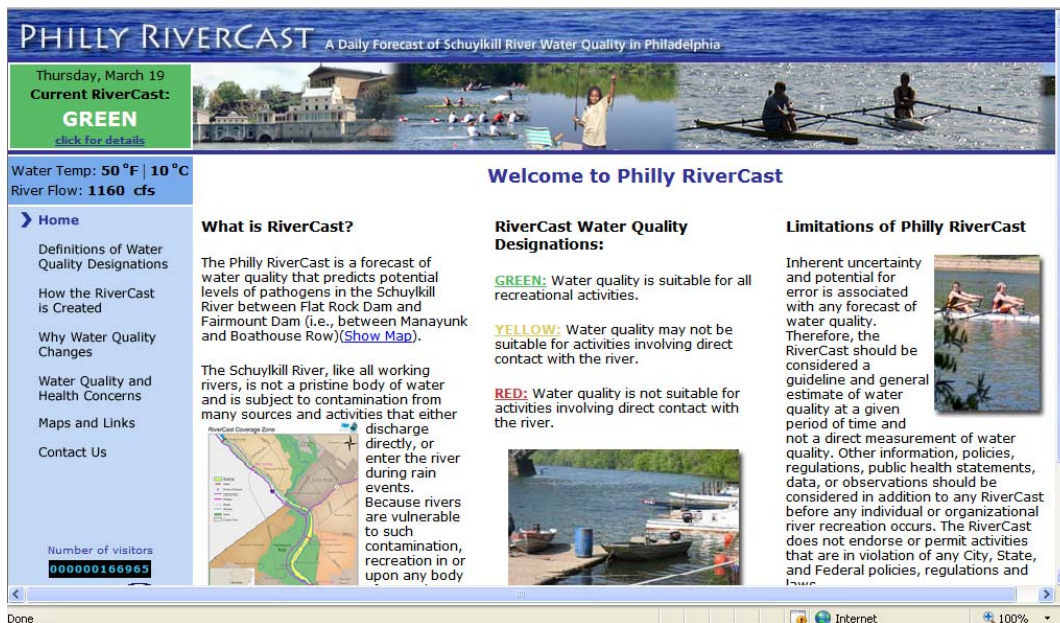 PHILLY RIVERCAST A Daily Forecast of Schuylkill River Water Quality in Philadelphia
Thursday, March 19
Current RiverCast:
GREEN
click for details
Water Temp: 50 °F | 10 °C
River Flow: 1160 cfs
Home
Definitions of Water
Quality Designations
How the RiverCast
is Created
Why Water Quality
Changes
Water Quality and
Health Concerns
Maps and Links
Contact Us
Number of visitors
000000166965
Welcome to Philly RiverCast
What is RiverCast?
The Philly RiverCast is a forecast of
water quality that predicts potential
levels of pathogens in the Schuylkill
River between Flat Rock Dam and
Fairmount Dam (i.e., between Manayunk
and Boathouse Row)(Show Map).
The Schuylkill River, like all working
rivers, is not a pristine body of water
and is subject to contamination from
many sources and activities that either
RiverCast Coverage Zone
discharge
directly, or
enter the river
during rain
events.
Because rivers
are vulnerable
to such
contamination,
recreation in or
upon any body
RiverCast Water Quality
Designations:
GREEN: Water quality is suitable for all
recreational activities.
YELLOW: Water quality may not be
suitable for activities involving direct
contact with the river.
RED: Water quality is not suitable for
activities involving direct contact with
the river.
Limitations of Philly RiverCast
Inherent uncertainty
and potential for
error is associated
with any forecast of
water quality.
Therefore, the
RiverCast should be
considered a
guideline and general
estimate of water
quality at a given
period of time and
not a direct measurement of water
quality. Other information, policies,
regulations, public health statements,
data, or observations should be
considered in addition to any RiverCast
before any individual or organizational
river recreation occurs. The RiverCast
does not endorse or permit activities
that are in violation of any City, State,
and Federal policies, regulations and
laws
Done
Internet
100%